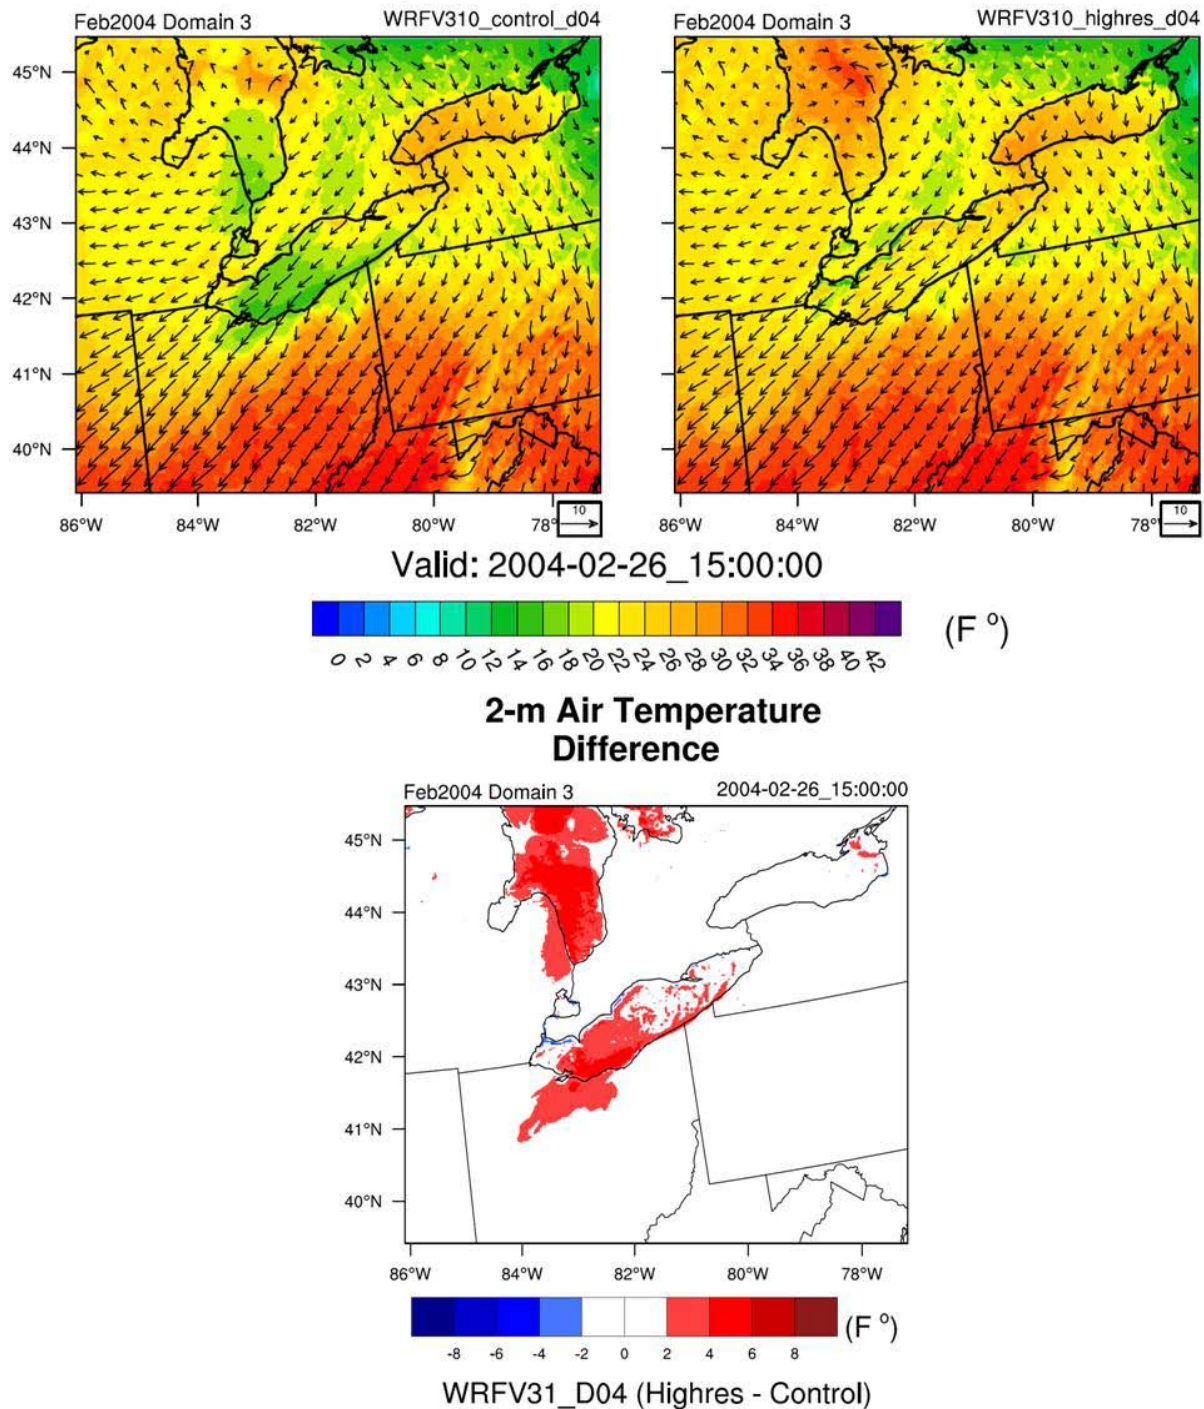 Feb2004 Domain 3 WRFV310_control_d04
Feb2004 Domain 3 WRFV310_highres_d04
45°N
44°N
43°N
42°N
41°N
40°N
86°W 84°W 82°W 80°W 78°W
10
86°W 84°W 82°W 80°W 78°W
10
Valid: 2004-02-26_15:00:00
0 2 4 6 8 10 12 14 16 18 20 22 24 26 28 30 32 34 36 38 40 42
(F °)
2-m Air Temperature
Difference
Feb2004 Domain 3 2004-02-26_15:00:00
45°N
44°N
43°N
42°N
41°N
40°N
86°W 84°W 82°W 80°W 78°W
(F °)
-8 -6 -4 -2 0 2 4 6 8
WRFV31_D04 (Highres - Control)